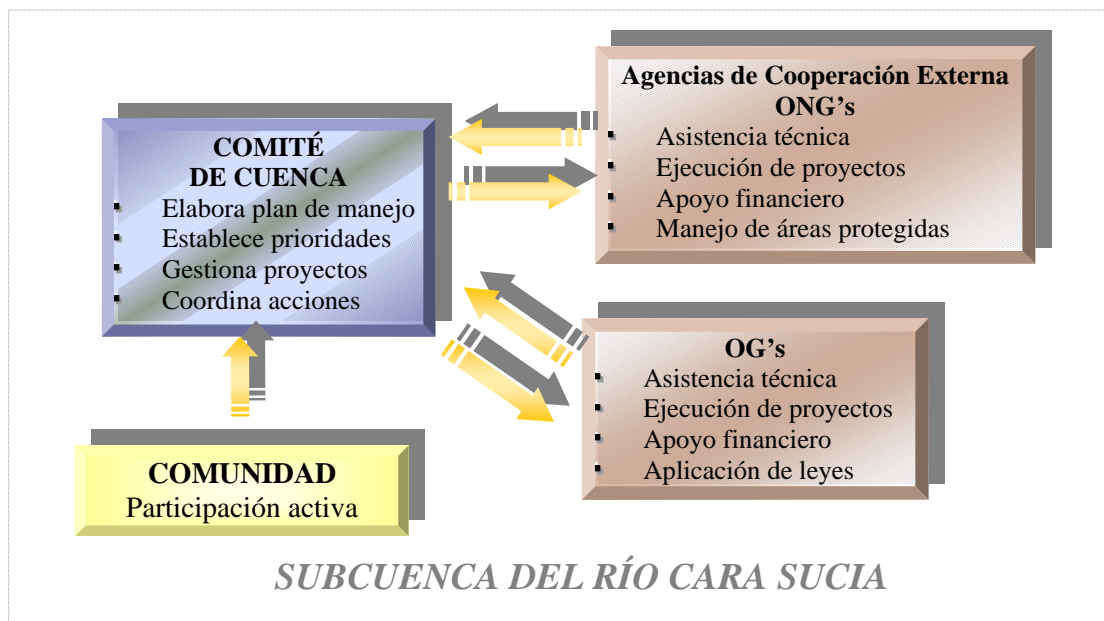 COMITÉ
DE CUENCA
▪ Elabora plan de manejo
▪ Establece prioridades
▪ Gestiona proyectos
▪ Coordina acciones
Agencias de Cooperación Externa
ONG’s
▪ Asistencia técnica
▪ Ejecución de proyectos
▪ Apoyo financiero
▪ Manejo de áreas protegidas
OG’s
▪ Asistencia técnica
▪ Ejecución de proyectos
▪ Apoyo financiero
▪ Aplicación de leyes
COMUNIDAD
Participación activa
SUBCUENCA DEL RÍO CARA SUCIA